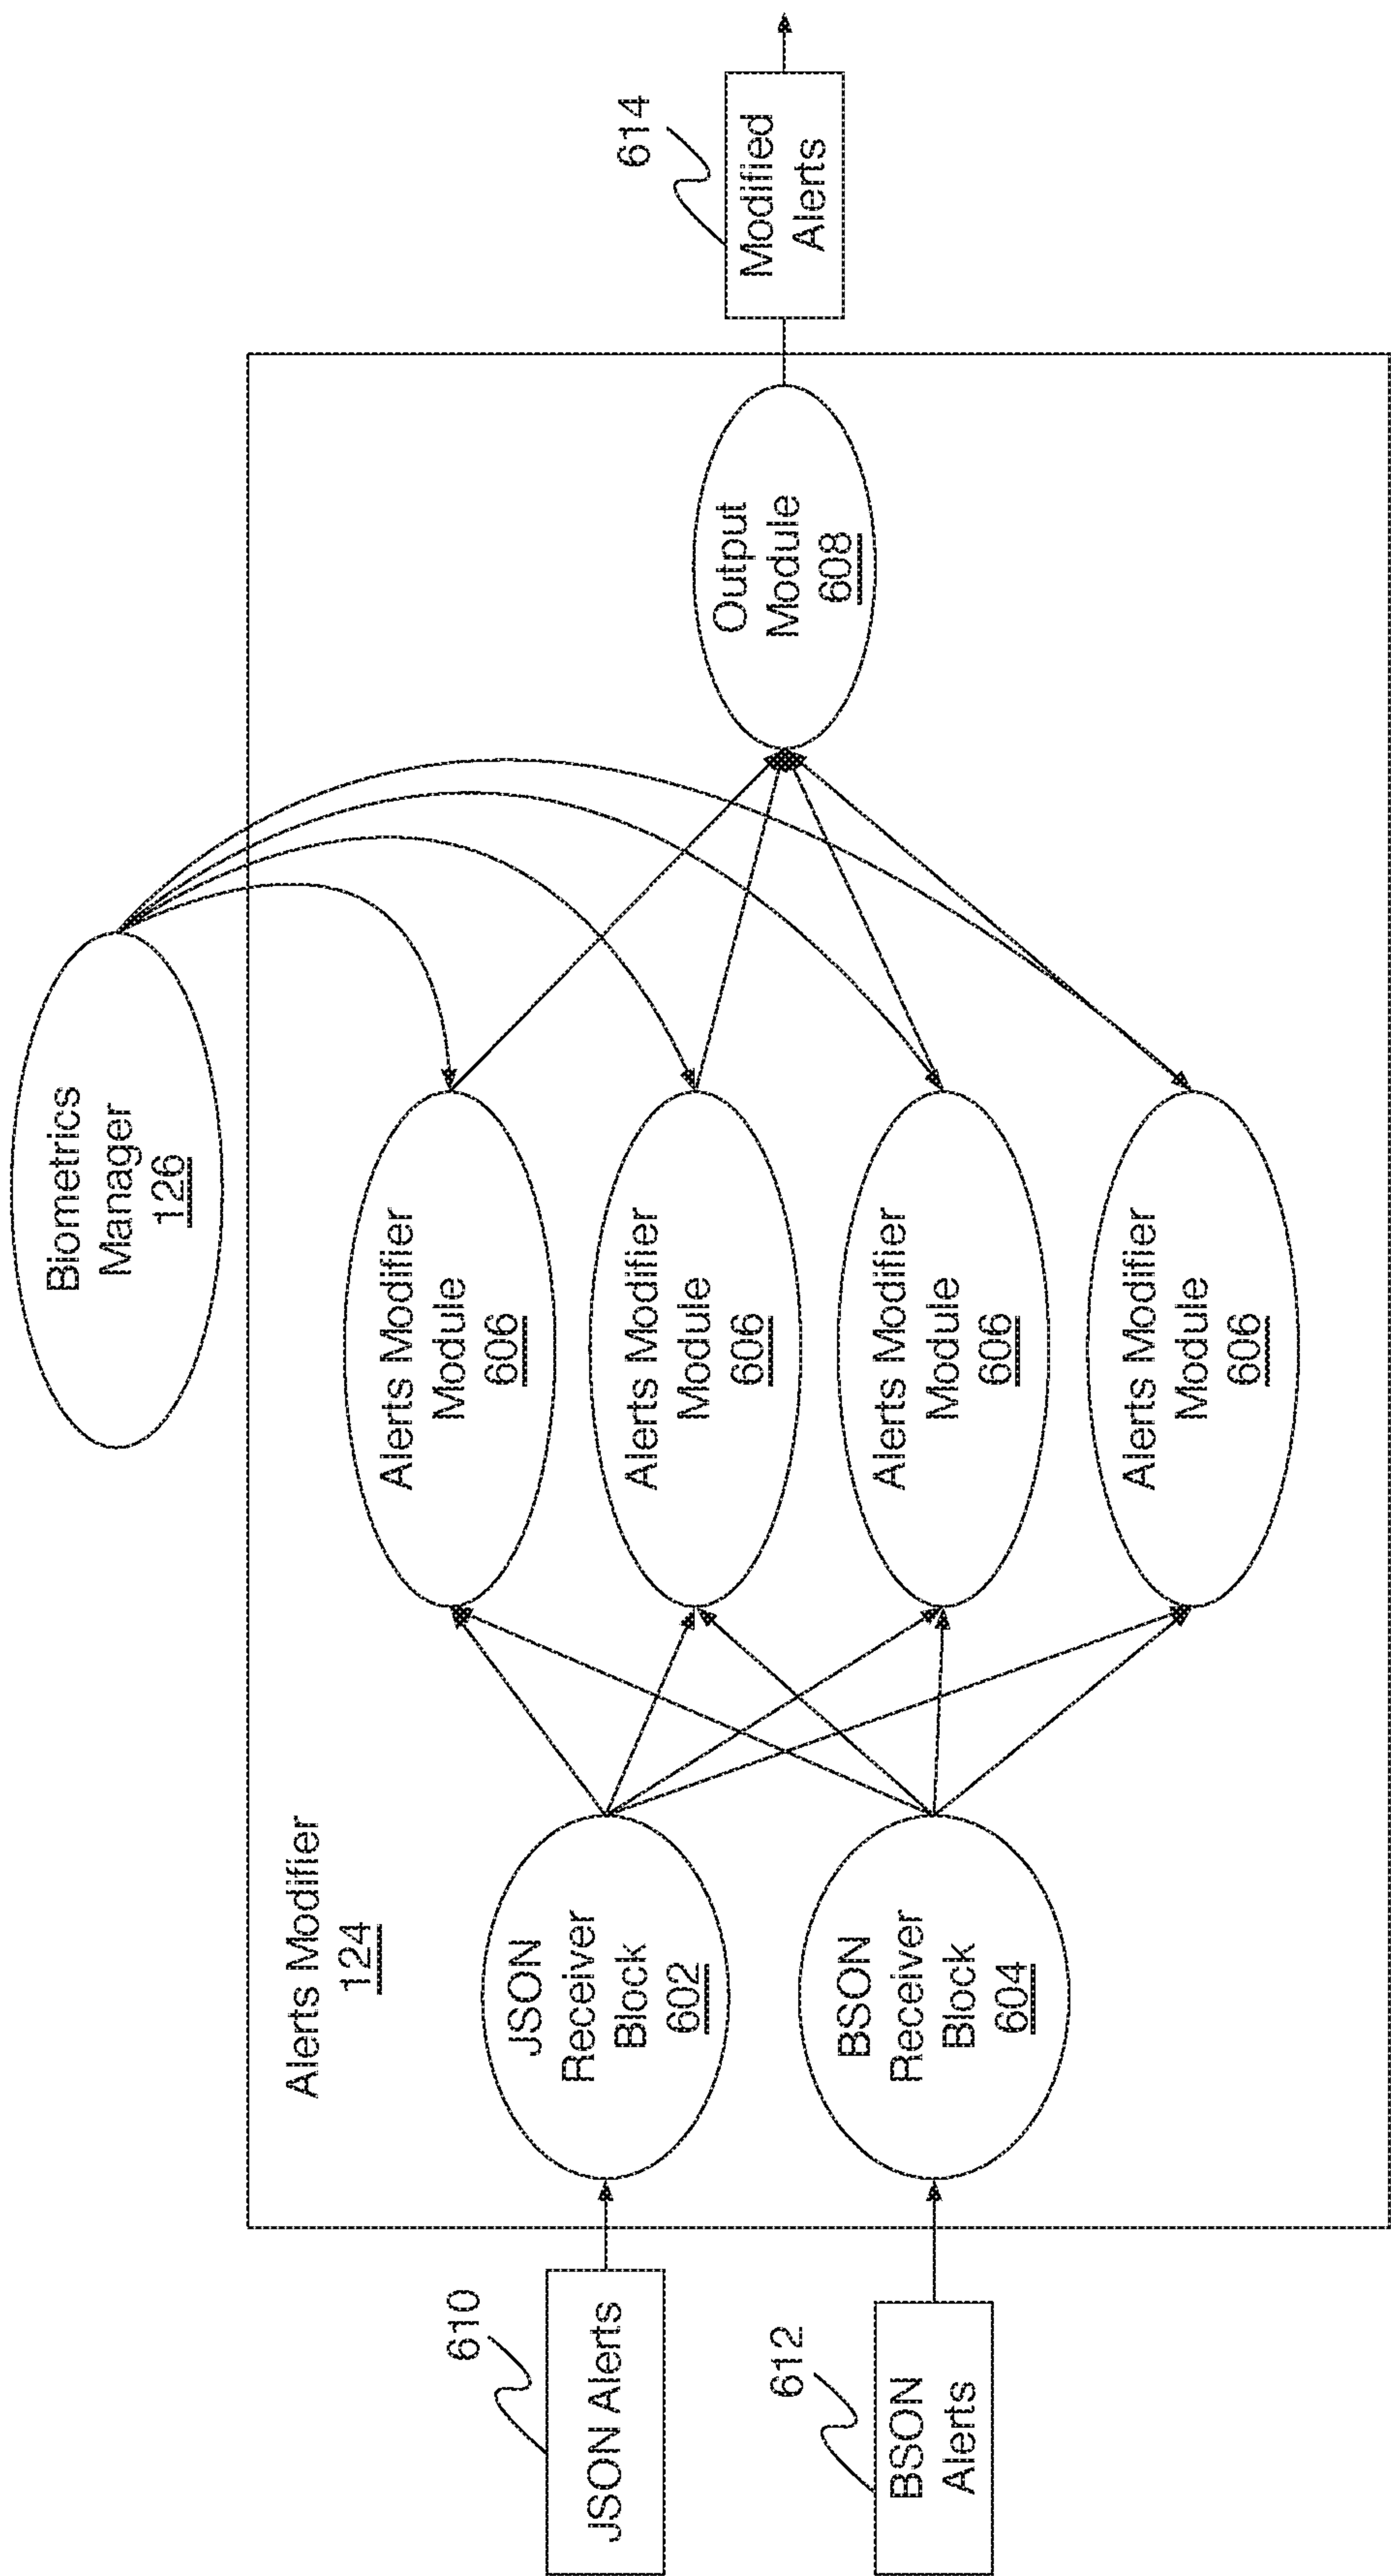 Biometrics
Manager
126
Alerts Modifier
124
610
JSON Alerts
612
BSON
Alerts
JSON
Receiver
Block
602
BSON
Receiver
Block
604
Alerts Modifier
Module
606
Alerts Modifier
Module
606
Alerts Modifier
Module
606
Alerts Modifier
Module
606
Output
Module
608
614
Modified
Alerts